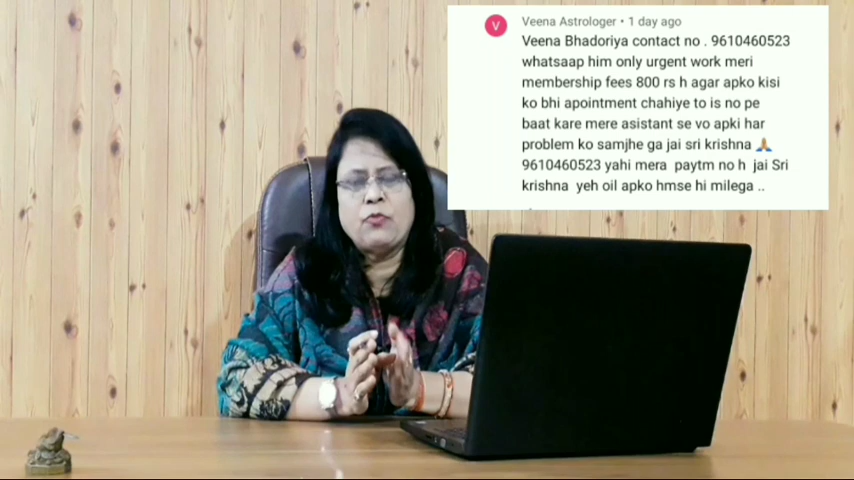 V
Veena Astrologer • 1 day ago
Veena Bhadoriya contact no . 9610460523
whatsaap him only urgent work meri
membership fees 800 rs h agar apko kisi
ko bhi apointment chahiye to is no pe
baat kare mere asistant se vo apki har
problem ko samjhe ga jai sri krishna 🙏
9610460523 yahi mera paytm no h jai Sri
krishna yeh oil apko hmse hi milega ..